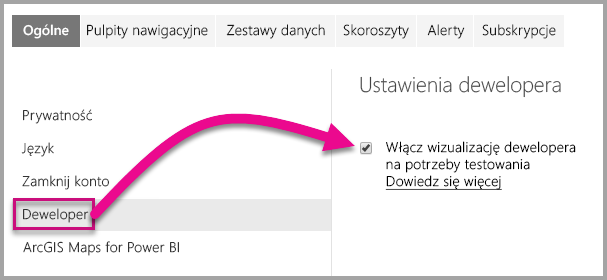 Ogólne Pulpity nawigacyjne Zestawy danych Skoroszyty Alerty Subskrypcje
Prywatność
Język
Zamknij konto
Deweloper
ArcGIS Maps for Power BI
Ustawienia dewelopera
Włącz wizualizację dewelopera
na potrzeby testowania
Dowiedz się więcej